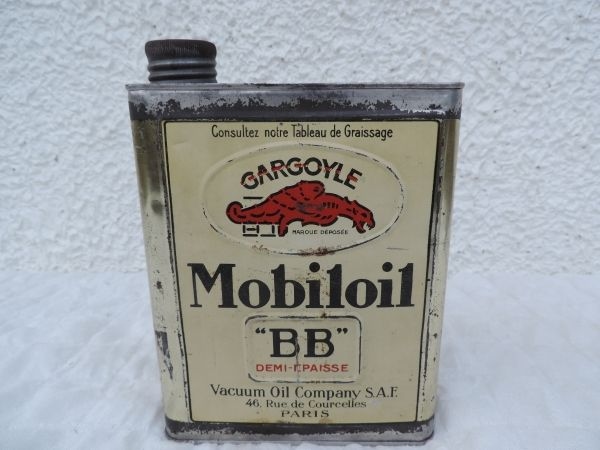 Consultez notre Tableau de Graissage
GARGOYLE
MARQUE DÉPOSÉE
Mobiloil
"BB"
DEMI-EPAISSE
Vacuum Oil Company S.A.F.
46, Rue de Courcelles
PARIS